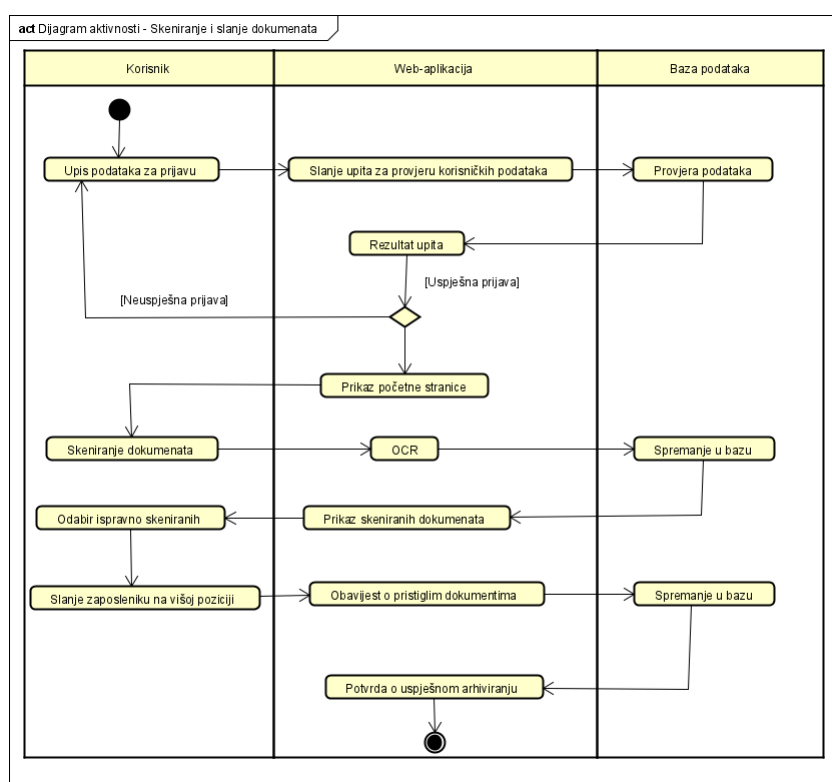 act Dijagram aktivnosti - Skeniranje i slanje dokumenata
Korisnik
Web-aplikacija
Baza podataka
Upis podataka za prijavu
Slanje upita za provjeru korisničkih podataka
Provjera podataka
Rezultat upita
[Uspješna prijava]
[Neuspješna prijava]
Prikaz početne stranice
Skeniranje dokumenata
OCR
Spremanje u bazu
Odabir ispravno skeniranih
Prikaz skeniranih dokumenata
Slanje zaposleniku na višoj poziciji
Obavijest o pristiglim dokumentima
Spremanje u bazu
Potvrda o uspješnom arhiviranju